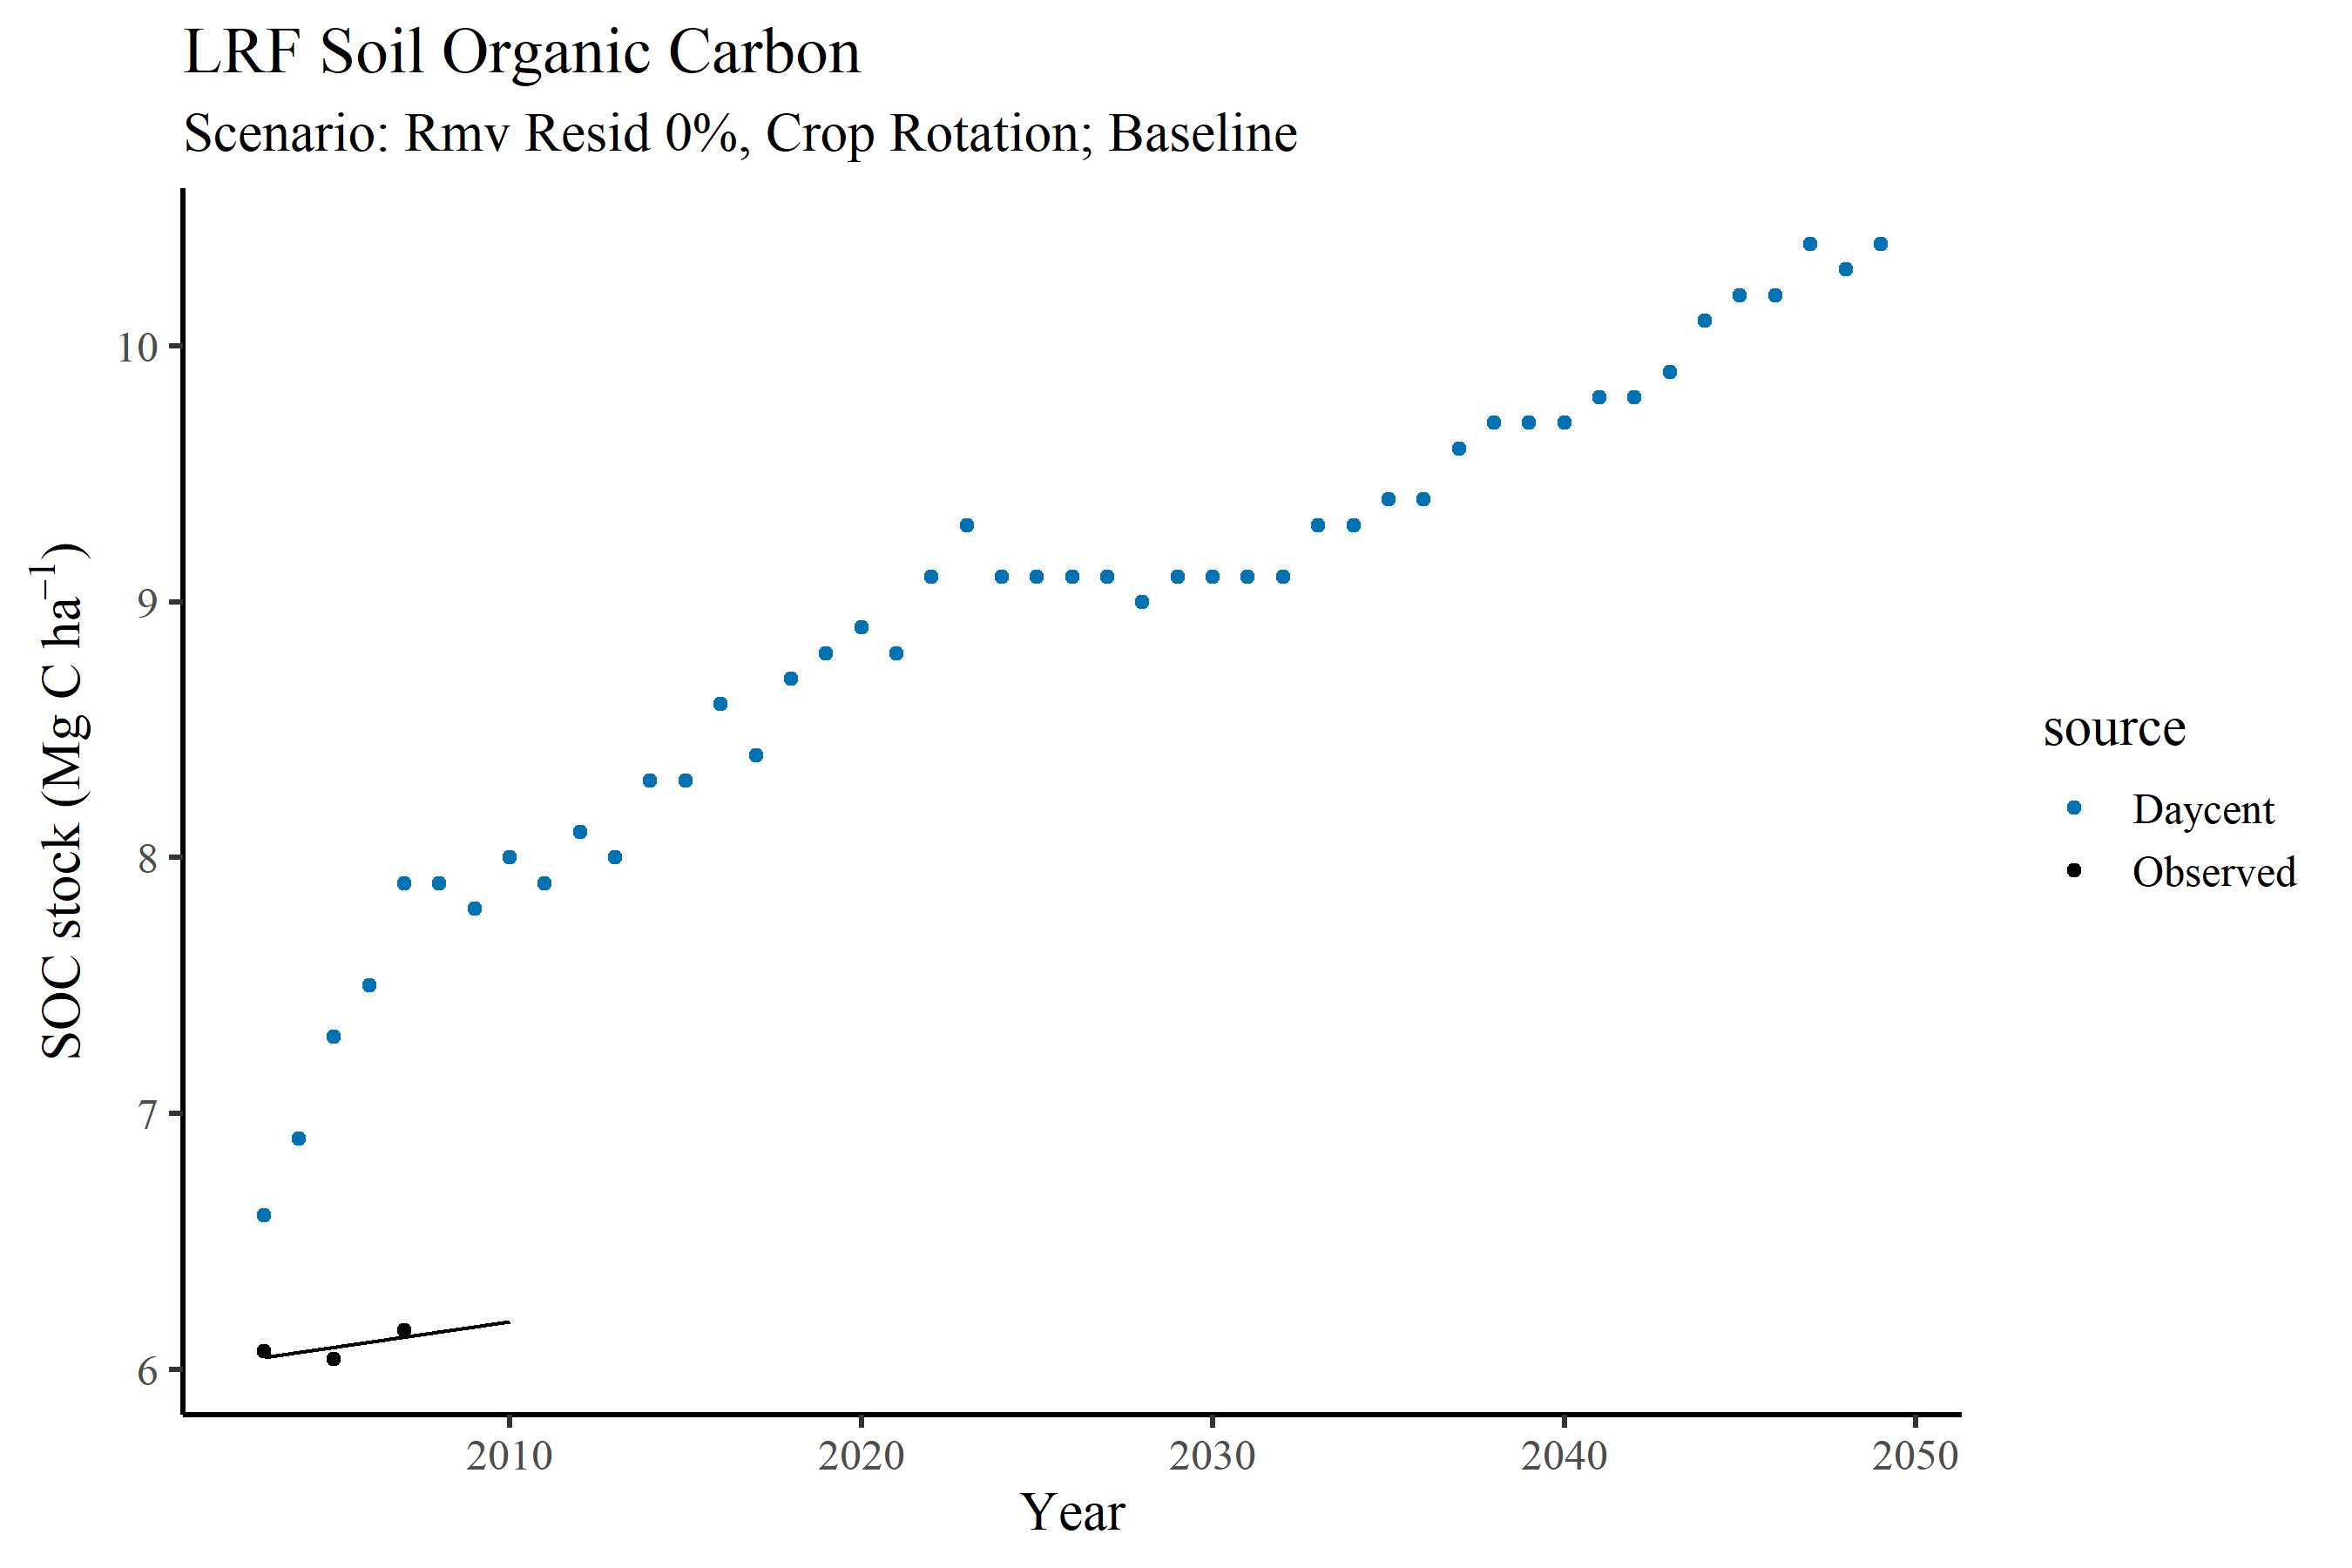 LRF Soil Organic Carbon
Scenario: Rmv Resid 0%, Crop Rotation; Baseline
SOC stock (Mg C ha⁻¹)
10
9
8
7
6
2010
2020
2030
2040
2050
Year
source
Daycent
Observed